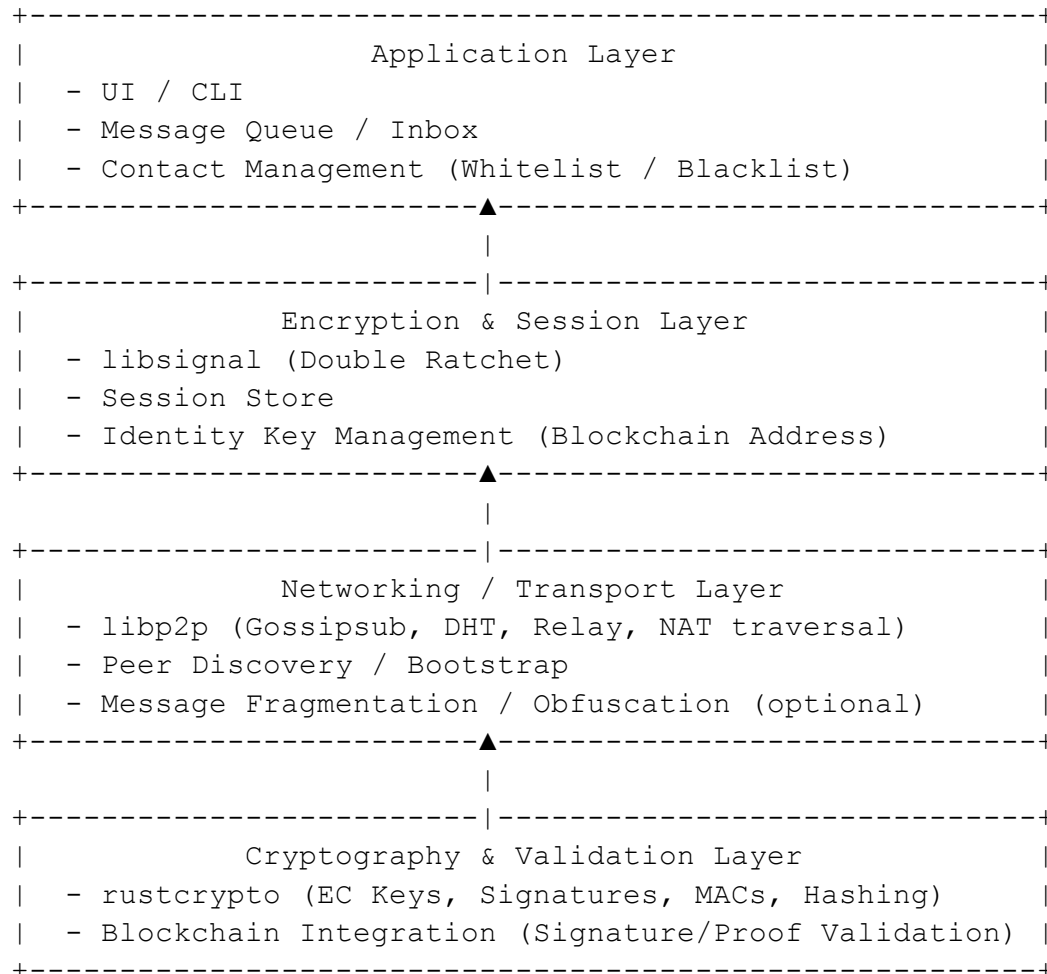 Application Layer
- UI / CLI
- Message Queue / Inbox
- Contact Management (Whitelist / Blacklist)
Encryption & Session Layer
- libsignal (Double Ratchet)
- Session Store
- Identity Key Management (Blockchain Address)
Networking / Transport Layer
- libp2p (Gossipsub, DHT, Relay, NAT traversal)
- Peer Discovery / Bootstrap
- Message Fragmentation / Obfuscation (optional)
Cryptography & Validation Layer
- rustcrypto (EC Keys, Signatures, MACs, Hashing)
- Blockchain Integration (Signature/Proof Validation)